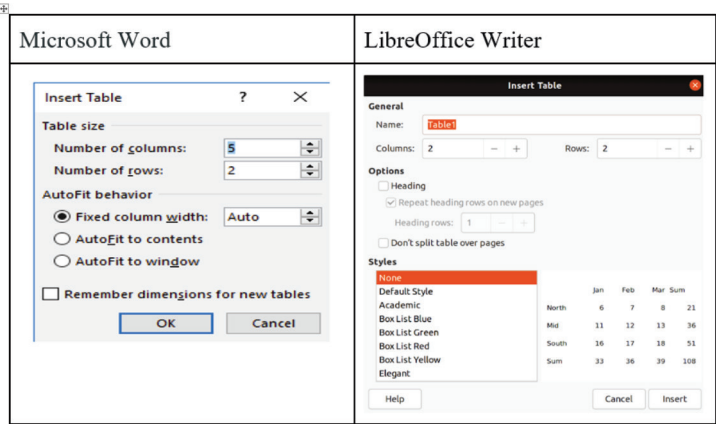 Microsoft Word
LibreOffice Writer
Insert Table ? ×
Table size
Number of columns: 5
Number of rows: 2
AutoFit behavior
Fixed column width: Auto
AutoFit to contents
AutoFit to window
Remember dimensions for new tables
OK Cancel
Insert Table
General
Name: Table1
Columns: 2 − + Rows: 2 − +
Options
Heading
Repeat heading rows on new pages
Heading rows: 1 − +
Don't split table over pages
Styles
None
Default Style
Academic
Box List Blue
Box List Green
Box List Red
Box List Yellow
Elegant
Jan Feb Mar Sum
North 6 7 8 21
Mid 11 12 13 36
South 16 17 18 51
Sum 33 36 39 108
Help Cancel Insert